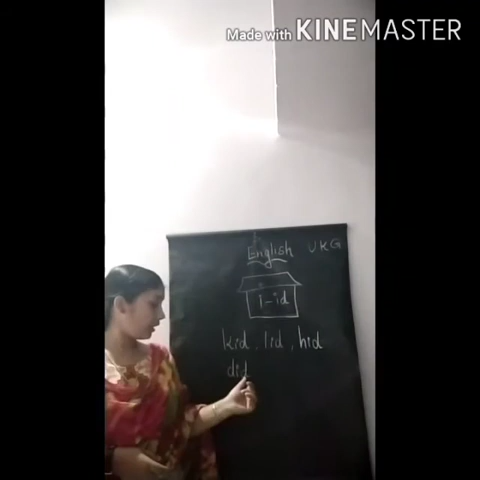 Made with KINEMASTER
English UKG
i-id
kid, lid, hid
did